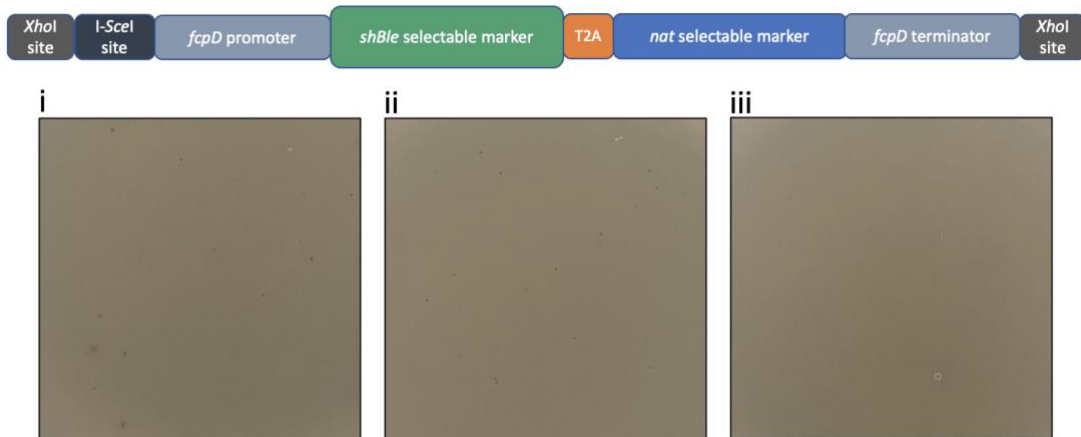 XhoI site
I-SceI site
fcpD promoter
shBle selectable marker
T2A
nat selectable marker
fcpD terminator
XhoI site
i
ii
iii